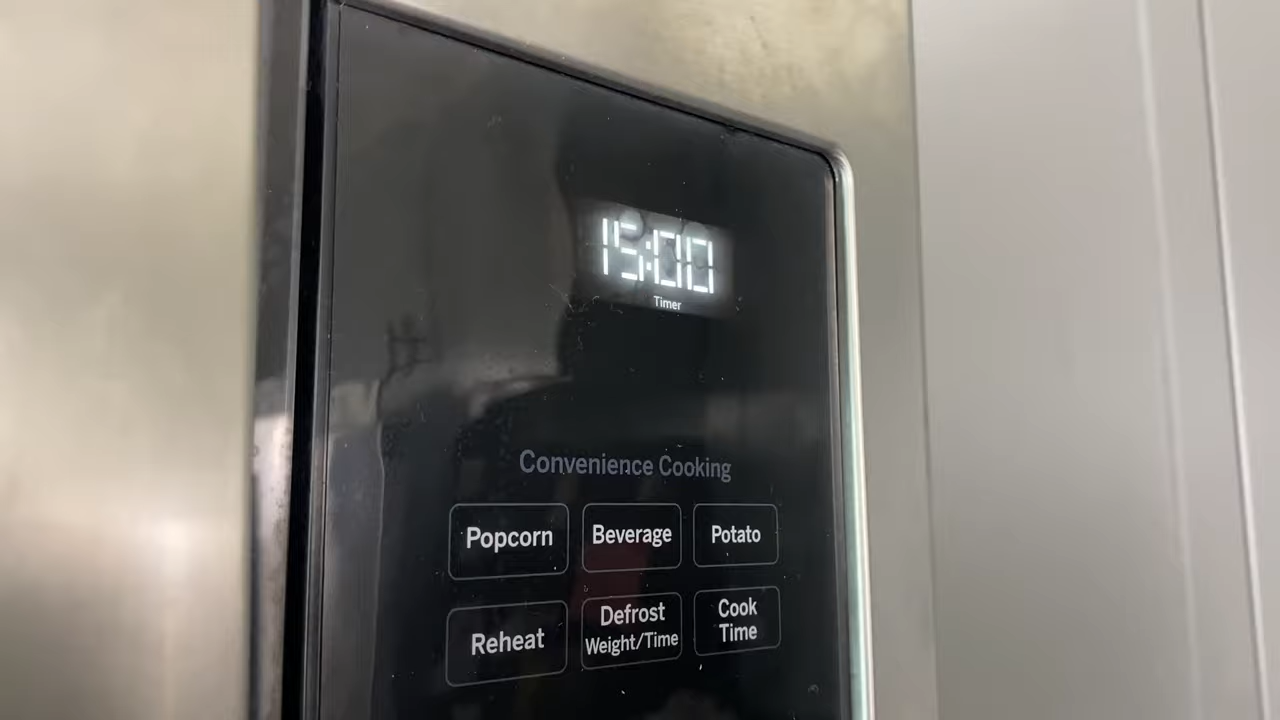 15:00
Timer
Convenience Cooking
Popcorn
Beverage
Potato
Reheat
Defrost
Weight/Time
Cook
Time